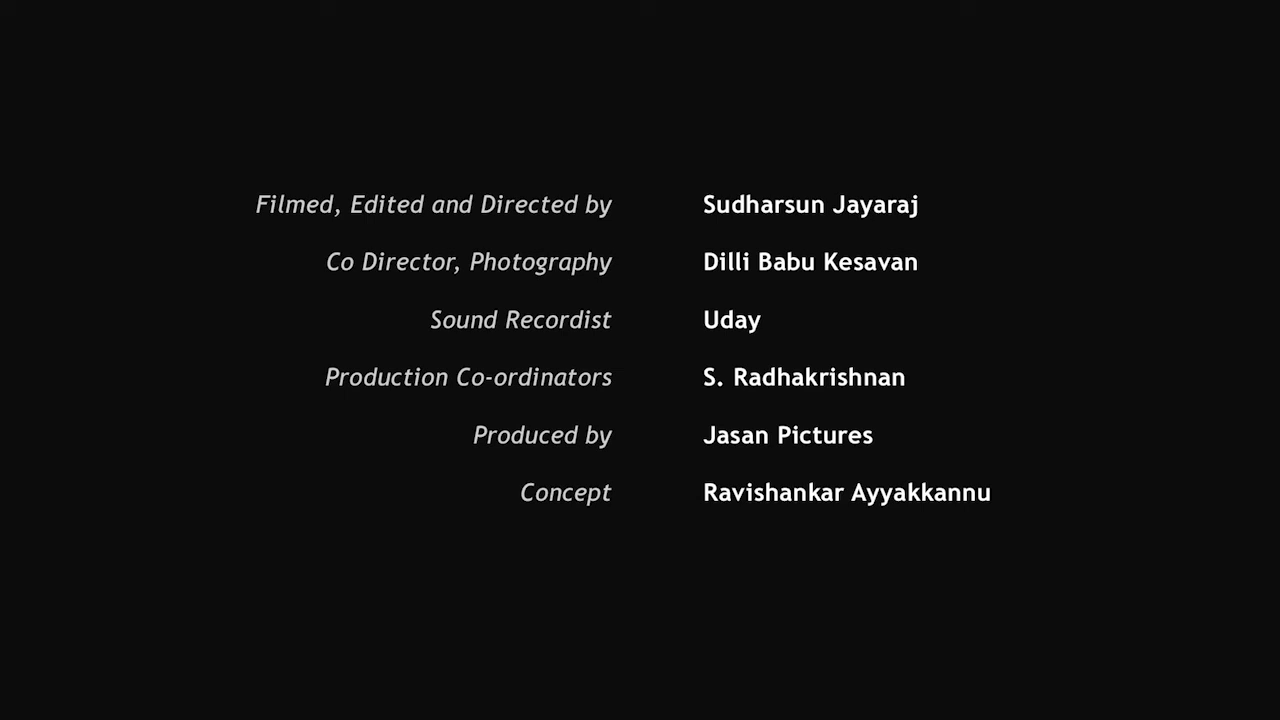 Filmed, Edited and Directed by Sudharsun Jayaraj
Co Director, Photography Dilli Babu Kesavan
Sound Recordist Uday
Production Co-ordinators S. Radhakrishnan
Produced by Jasan Pictures
Concept Ravishankar Ayyakkannu